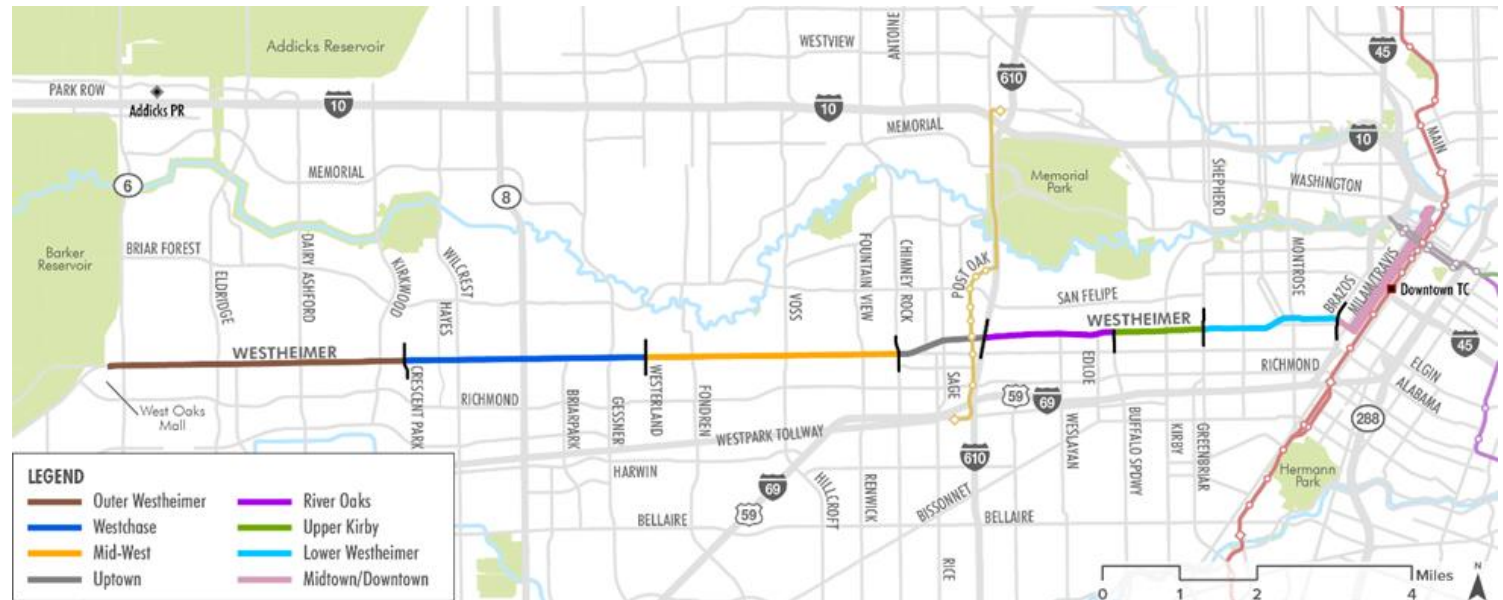 Addicks Reservoir
WESTVIEW
ANTOINE
45
610
PARK ROW
Addicks PR
10
10
MEMORIAL
10
MAIN
MEMORIAL
6
8
Memorial
Park
SHEPHERD
WASHINGTON
Barker
Reservoir
BRIAR FOREST
ELDRIDGE
DAIRY ASHFORD
KIRKWOOD
WILCREST
HAYES
VOSS
FOUNTAIN VIEW
CHIMNEY ROCK
POST OAK
SAN FELIPE
MONTROSE
BRAZOS
MILAM/TRAVIS
Downtown TC
WESTHEIMER
WESTHEIMER
45
West Oaks
Mall
CRESCENT PARK
RICHMOND
BRIARPARK
GESSNER
WESTERLAND
FONDREN
SAGE
EDLOE
RICHMOND
ELGIN
ALABAMA
59
69
WESTPARK TOLLWAY
WESLAYAN
BUFFALO SPDWY
KIRBY
GREENBRIAR
288
HARWIN
69
59
HILLCROFT
RENWICK
610
BISSONNET
Hermann
Park
BELLAIRE
BELLAIRE
RICE
LEGEND
Outer Westheimer
Westchase
Mid-West
Uptown
River Oaks
Upper Kirby
Lower Westheimer
Midtown/Downtown
Miles
0 1 2 4
N